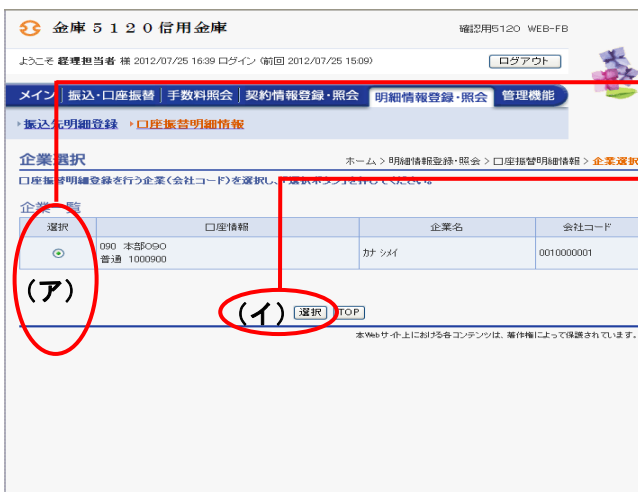 金庫５１２０信用金庫
確認用5120 WEB-FB
ようこそ 経理担当者 様 2012/07/25 16:39 ログイン (前回 2012/07/25 15:09)
ログアウト
メイン 振込・口座振替 手数料照会 契約情報登録・照会 明細情報登録・照会 管理機能
振込先明細登録 口座振替明細情報
企業選択
ホーム > 明細情報登録・照会 > 口座振替明細情報 > 企業選択
口座振替明細登録を行う企業(会社コード)を選択し、「選択ボタン」を押してください。
企業一覧
選択 口座情報 企業名 会社コード
090 本部090
普通 1000900
カナ シメイ
0010000001
(ア)
(イ) 選択 TOP
本Webサイト上における各コンテンツは、著作権によって保護されています。